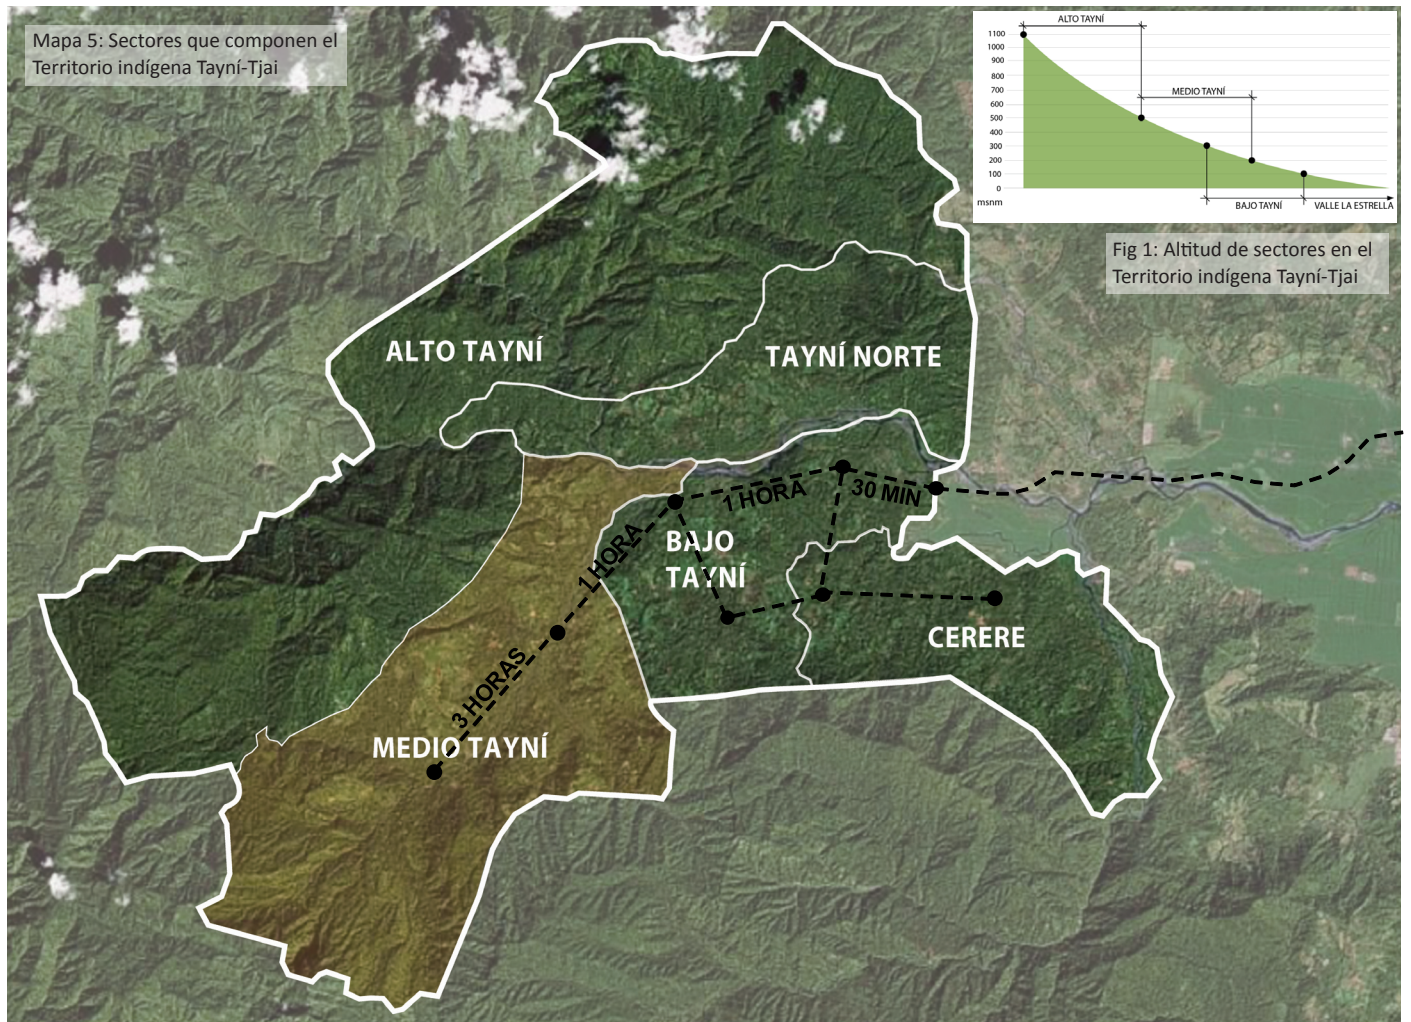 Mapa 5: Sectores que componen el
Territorio indígena Tayní-Tjai
ALTO TAYNÍ
1100
1000
900
800
700
600
500
400
300
200
100
0
msnm
MEDIO TAYNÍ
BAJO TAYNÍ
VALLE LA ESTRELLA
Fig 1: Altitud de sectores en el
Territorio indígena Tayní-Tjai
ALTO TAYNÍ
TAYNÍ NORTE
1 HORA
30 MIN
1 HORA
BAJO
TAYNÍ
CERERE
3 HORAS
MEDIO TAYNÍ